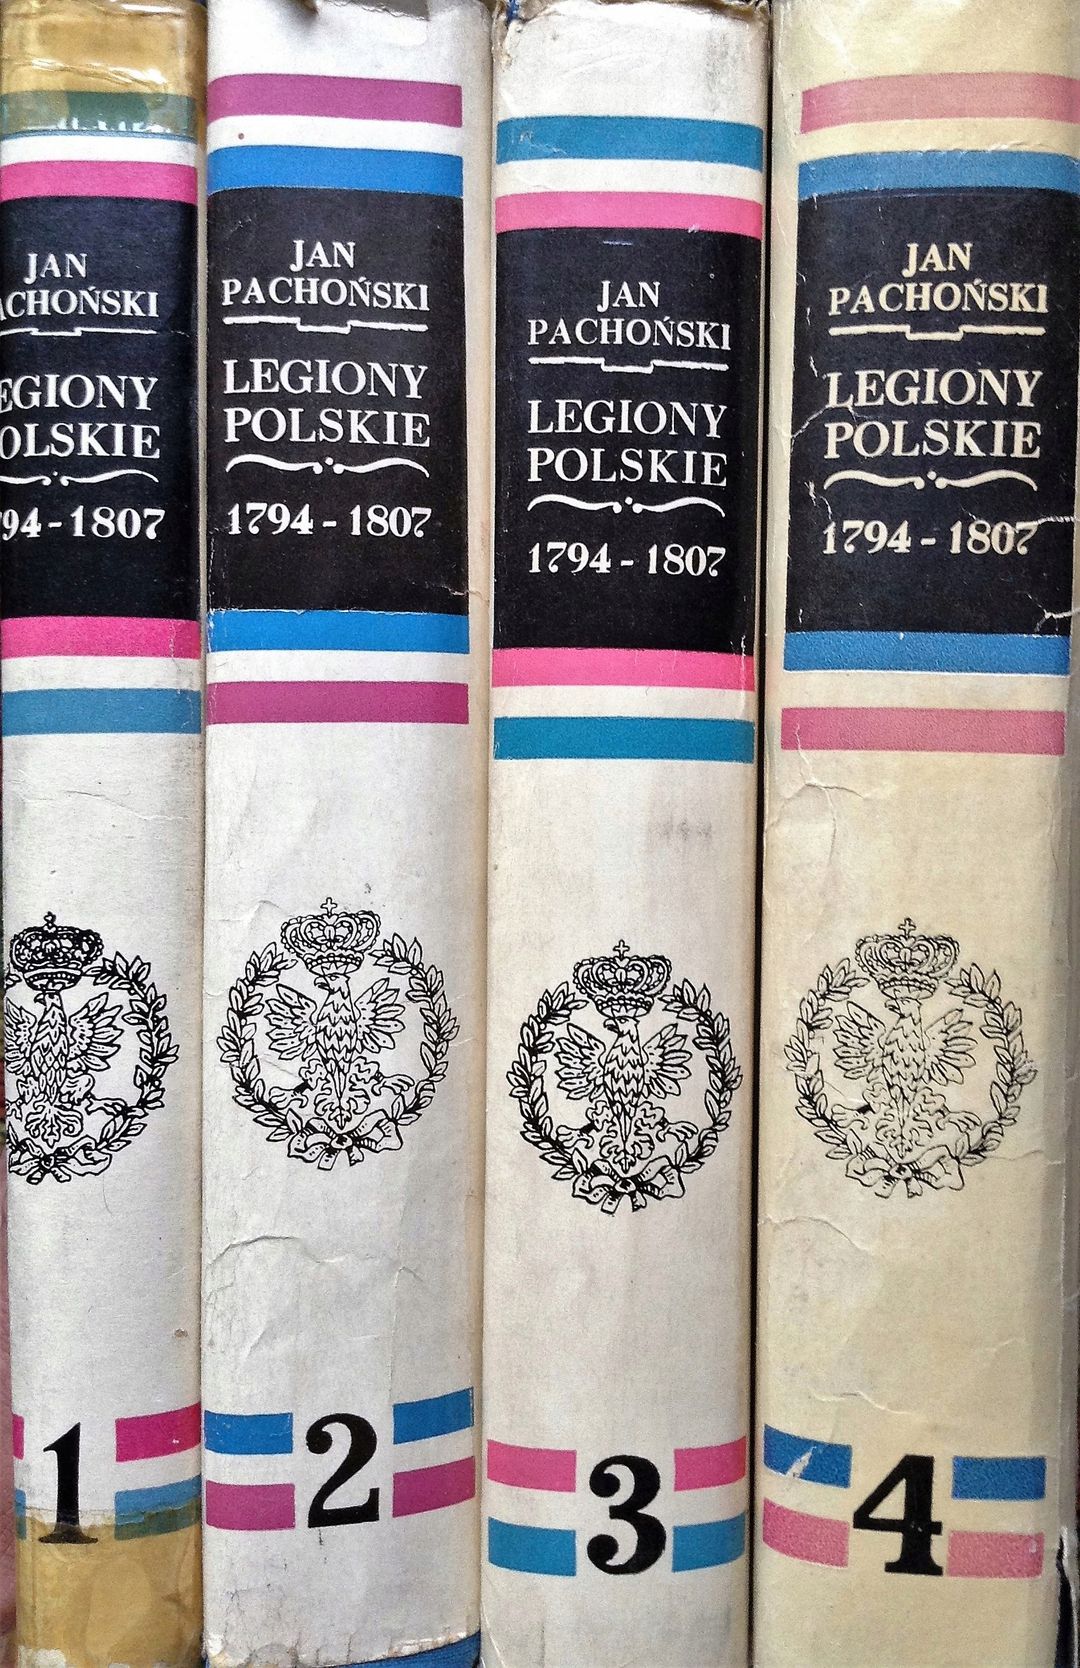 JAN
ACHOŃSKI
EGIONY
OLSKIE
94-1807
1
JAN
PACHOŃSKI
LEGIONY
POLSKIE
1794-1807
2
JAN
PACHOŃSKI
LEGIONY
POLSKIE
1794-1807
3
JAN
PACHOŃSKI
LEGIONY
POLSKIE
1794-1807
4